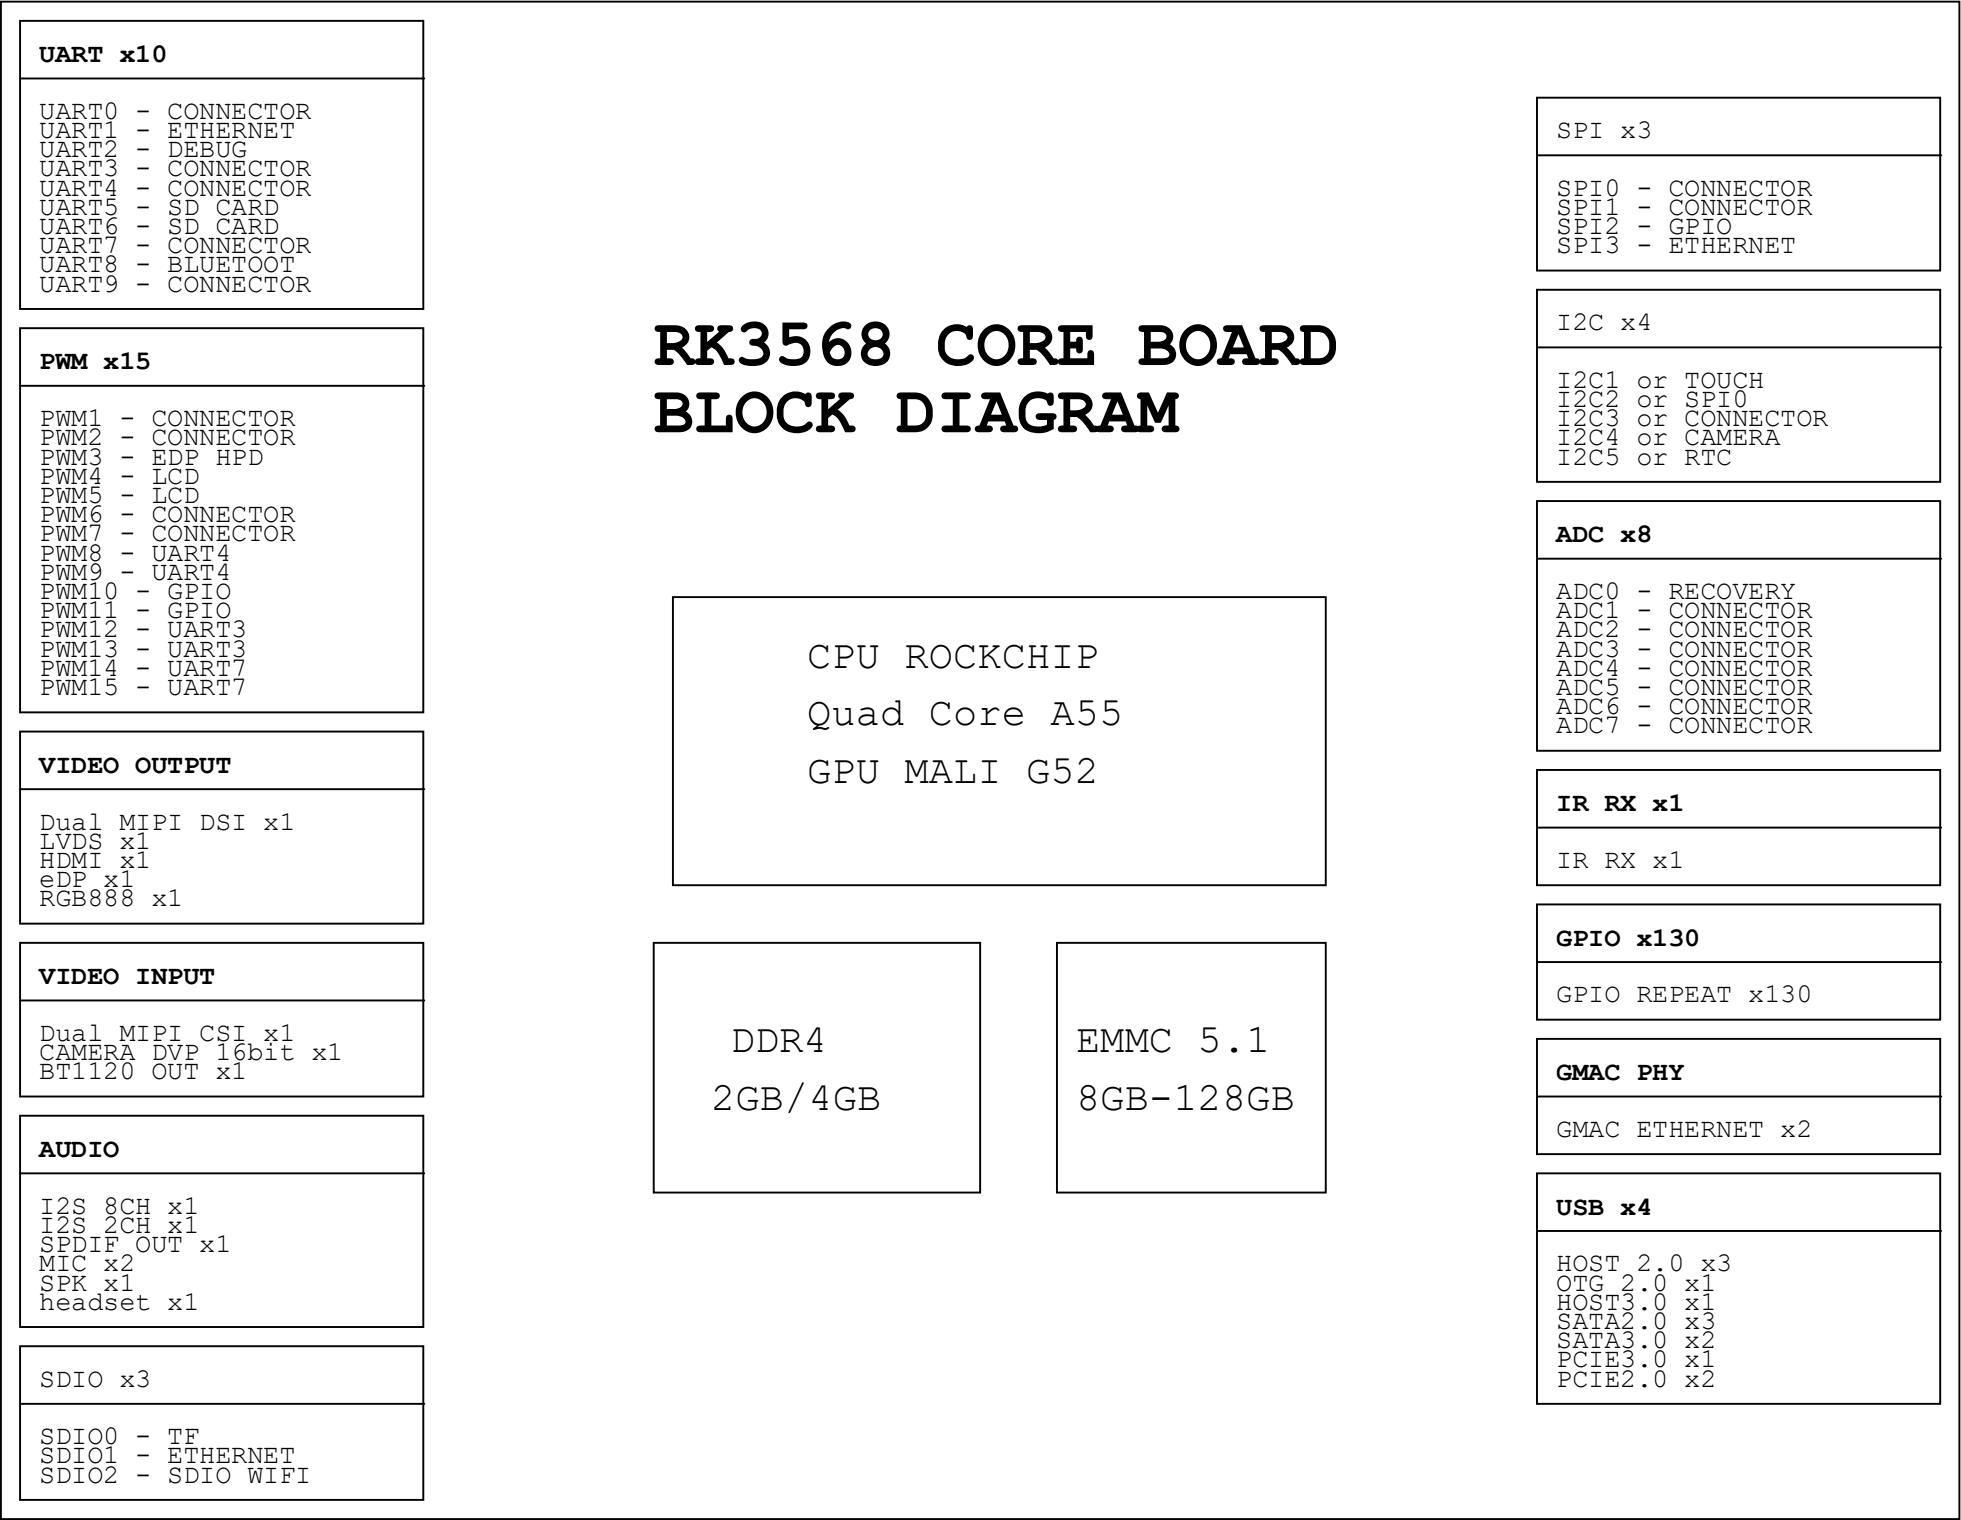 UART x10
UART0 - CONNECTOR
UART1 - ETHERNET
UART2 - DEBUG
UART3 - CONNECTOR
UART4 - CONNECTOR
UART5 - SD CARD
UART6 - SD CARD
UART7 - CONNECTOR
UART8 - BLUETOOT
UART9 - CONNECTOR
PWM x15
PWM1 - CONNECTOR
PWM2 - CONNECTOR
PWM3 - EDP HPD
PWM4 - LCD
PWM5 - LCD
PWM6 - CONNECTOR
PWM7 - CONNECTOR
PWM8 - UART4
PWM9 - UART4
PWM10 - GPIO
PWM11 - GPIO
PWM12 - UART3
PWM13 - UART3
PWM14 - UART7
PWM15 - UART7
VIDEO OUTPUT
Dual MIPI DSI x1
LVDS x1
HDMI x1
eDP x1
RGB888 x1
VIDEO INPUT
Dual MIPI CSI x1
CAMERA DVP 16bit x1
BT1120 OUT x1
AUDIO
I2S 8CH x1
I2S 2CH x1
SPDIF OUT x1
MIC x2
SPK x1
headset x1
SDIO x3
SDIO0 - TF
SDIO1 - ETHERNET
SDIO2 - SDIO WIFI
RK3568 CORE BOARD
BLOCK DIAGRAM
CPU ROCKCHIP
Quad Core A55
GPU MALI G52
DDR4
2GB/4GB
EMMC 5.1
8GB-128GB
SPI x3
SPI0 - CONNECTOR
SPI1 - CONNECTOR
SPI2 - GPIO
SPI3 - ETHERNET
I2C x4
I2C1 or TOUCH
I2C2 or SPI0
I2C3 or CONNECTOR
I2C4 or CAMERA
I2C5 or RTC
ADC x8
ADC0 - RECOVERY
ADC1 - CONNECTOR
ADC2 - CONNECTOR
ADC3 - CONNECTOR
ADC4 - CONNECTOR
ADC5 - CONNECTOR
ADC6 - CONNECTOR
ADC7 - CONNECTOR
IR RX x1
IR RX x1
GPIO x130
GPIO REPEAT x130
GMAC PHY
GMAC ETHERNET x2
USB x4
HOST 2.0 x3
OTG 2.0 x1
HOST3.0 x1
SATA2.0 x3
SATA3.0 x2
PCIE3.0 x1
PCIE2.0 x2